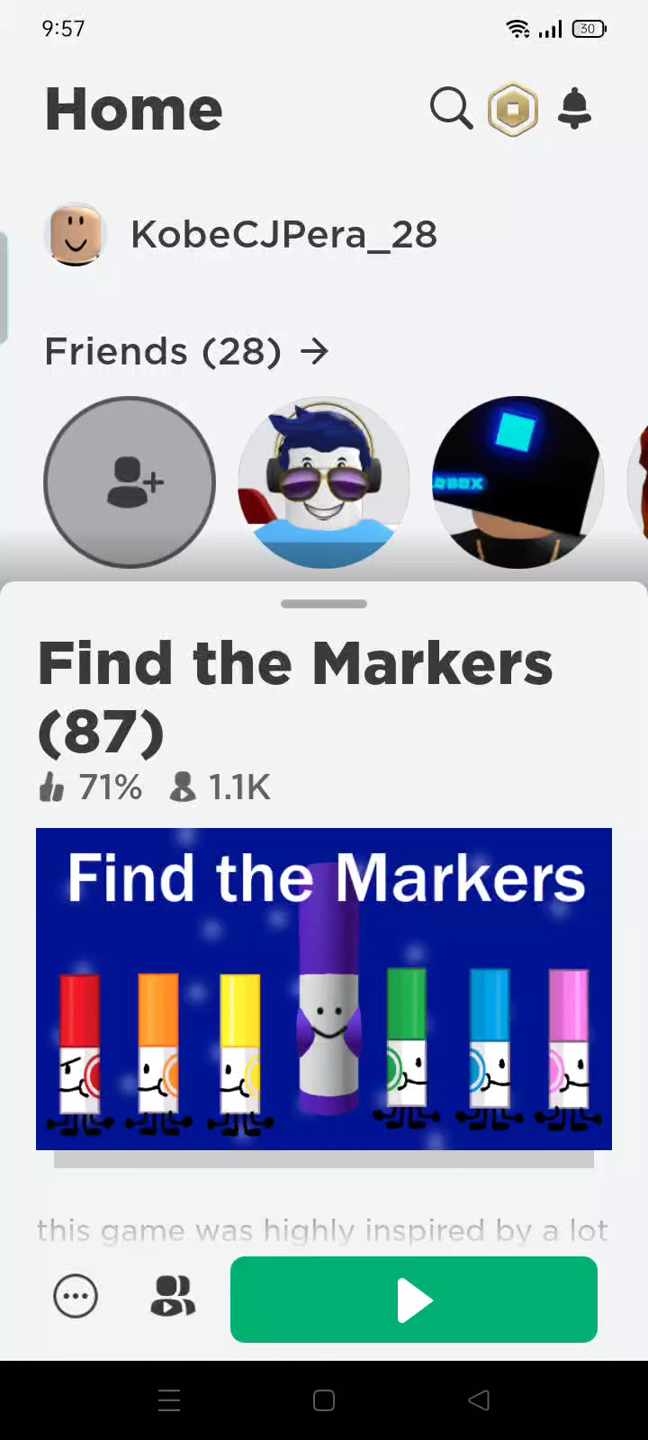 9:57
30
Home
KobeCJPera_28
Friends (28) →
Find the Markers
(87)
71% 1.1K
Find the Markers
this game was highly inspired by a lot